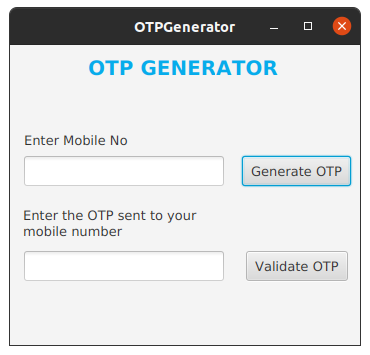 OTPGenerator
OTP GENERATOR
Enter Mobile No
Generate OTP
Enter the OTP sent to your
mobile number
Validate OTP